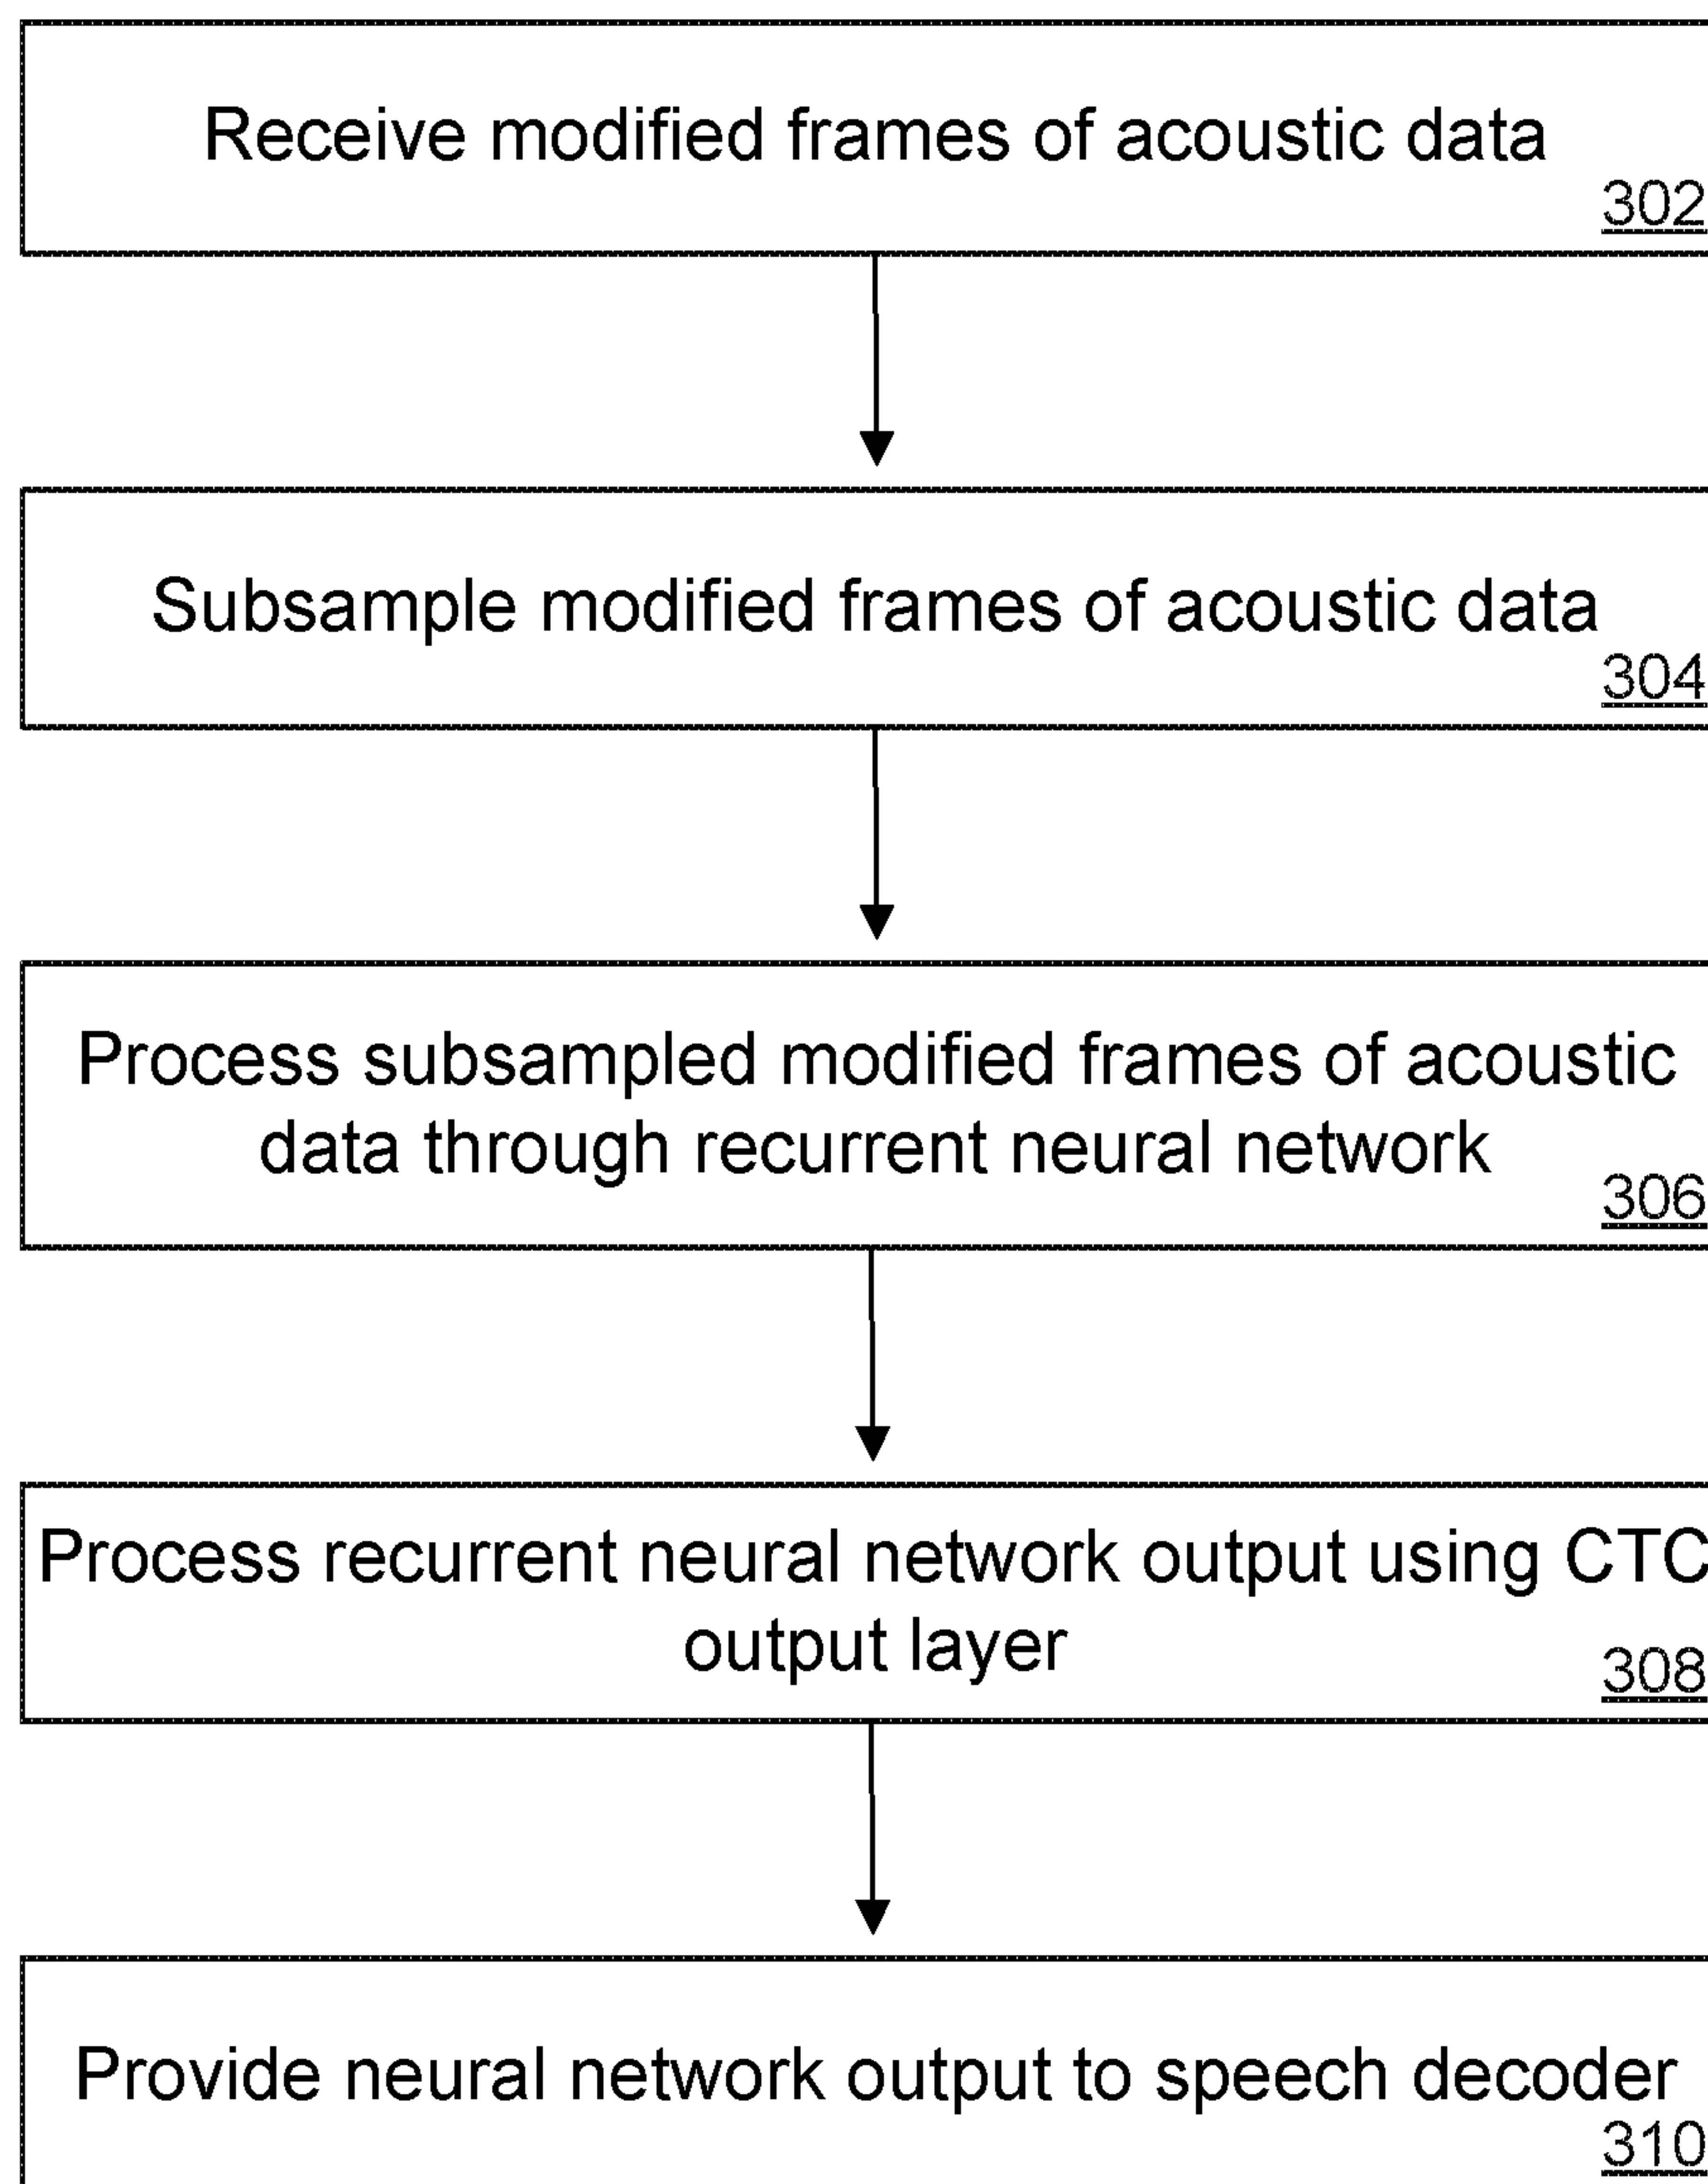 Receive modified frames of acoustic data
302
Subsample modified frames of acoustic data
304
Process subsampled modified frames of acoustic
data through recurrent neural network
306
Process recurrent neural network output using CTC
output layer
308
Provide neural network output to speech decoder
310